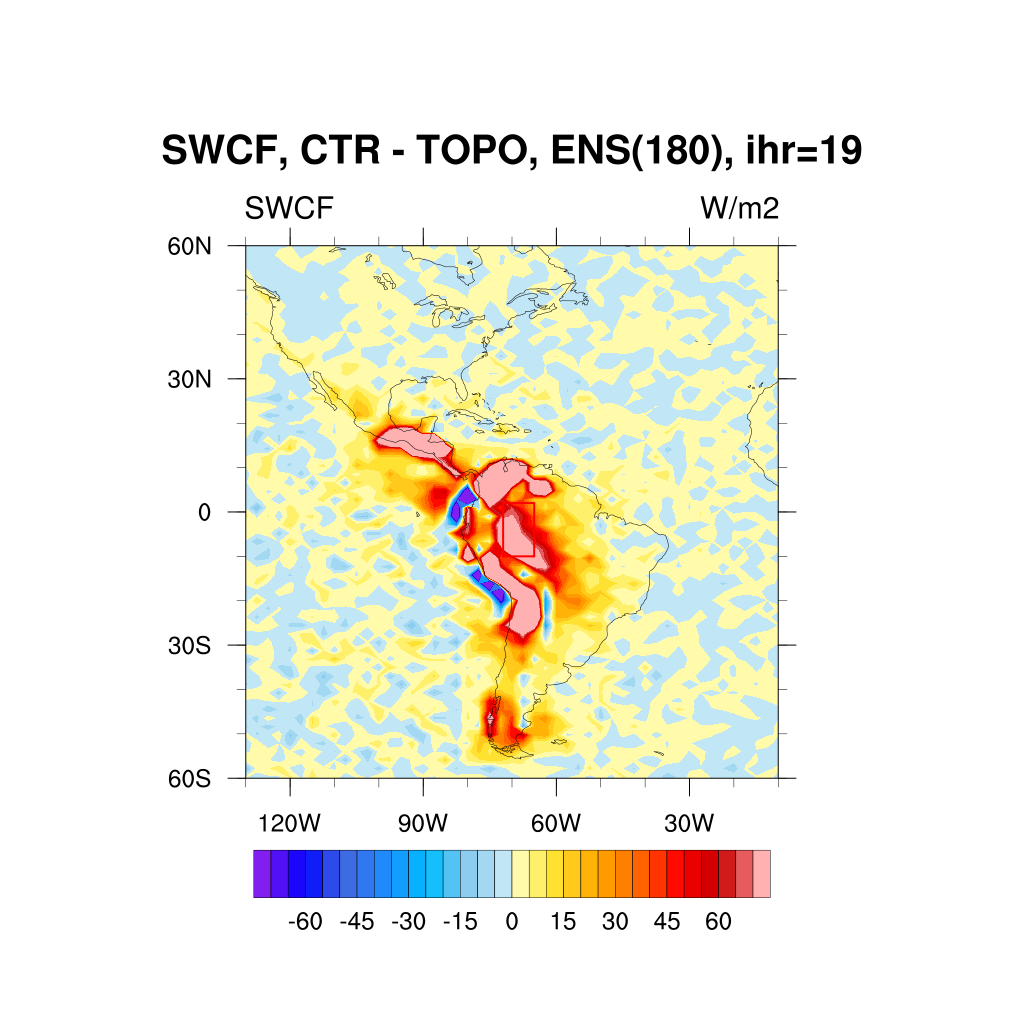 SWCF, CTR - TOPO, ENS(180), ihr=19
SWCF W/m2
60N
30N
0
30S
60S
120W 90W 60W 30W
-60 -45 -30 -15 0 15 30 45 60